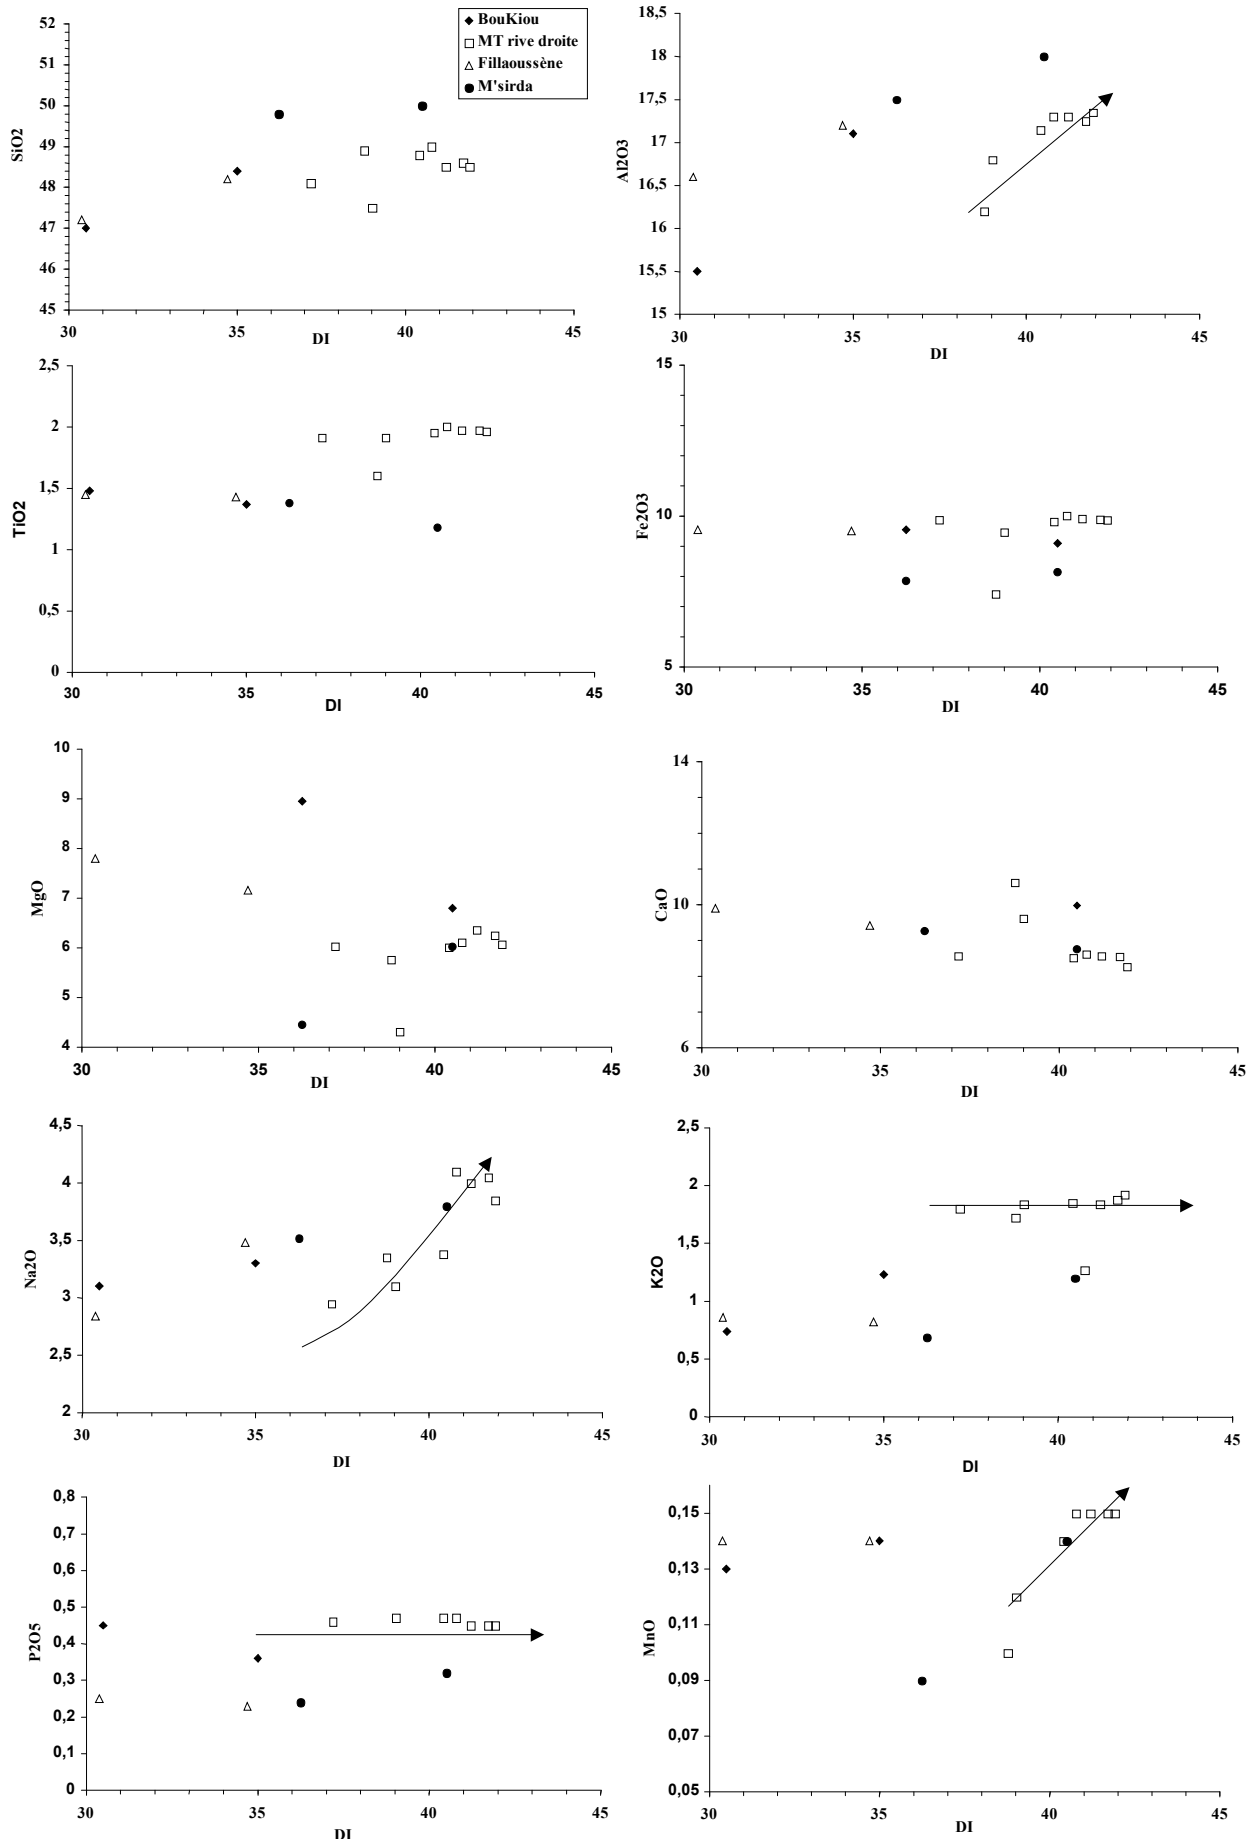 BouKiou
MT rive droite
Fillaoussène
M'sirda
52
51
50
49
48
47
46
45
SiO2
30 35 40 45
DI
18,5
18
17,5
17
16,5
16
15,5
15
Al2O3
30 35 40 45
DI
2,5
2
1,5
1
0,5
0
TiO2
30 35 40 45
DI
15
10
5
Fe2O3
30 35 40 45
DI
10
9
8
7
6
5
4
MgO
30 35 40 45
DI
14
10
6
CaO
30 35 40 45
DI
4,5
4
3,5
3
2,5
2
Na2O
30 35 40 45
DI
2,5
2
1,5
1
0,5
0
K2O
30 35 40 45
DI
0,8
0,7
0,6
0,5
0,4
0,3
0,2
0,1
0
P2O5
30 35 40 45
DI
0,15
0,13
0,11
0,09
0,07
0,05
MnO
30 35 40 45
DI